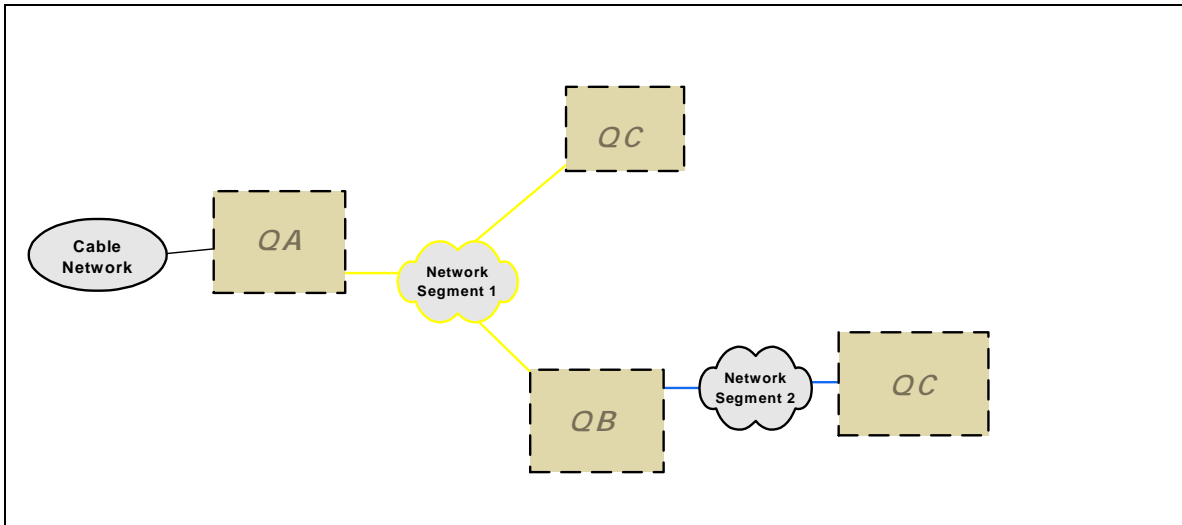 QC
QA
Cable
Network
Network
Segment 1
QB
Network
Segment 2
QC